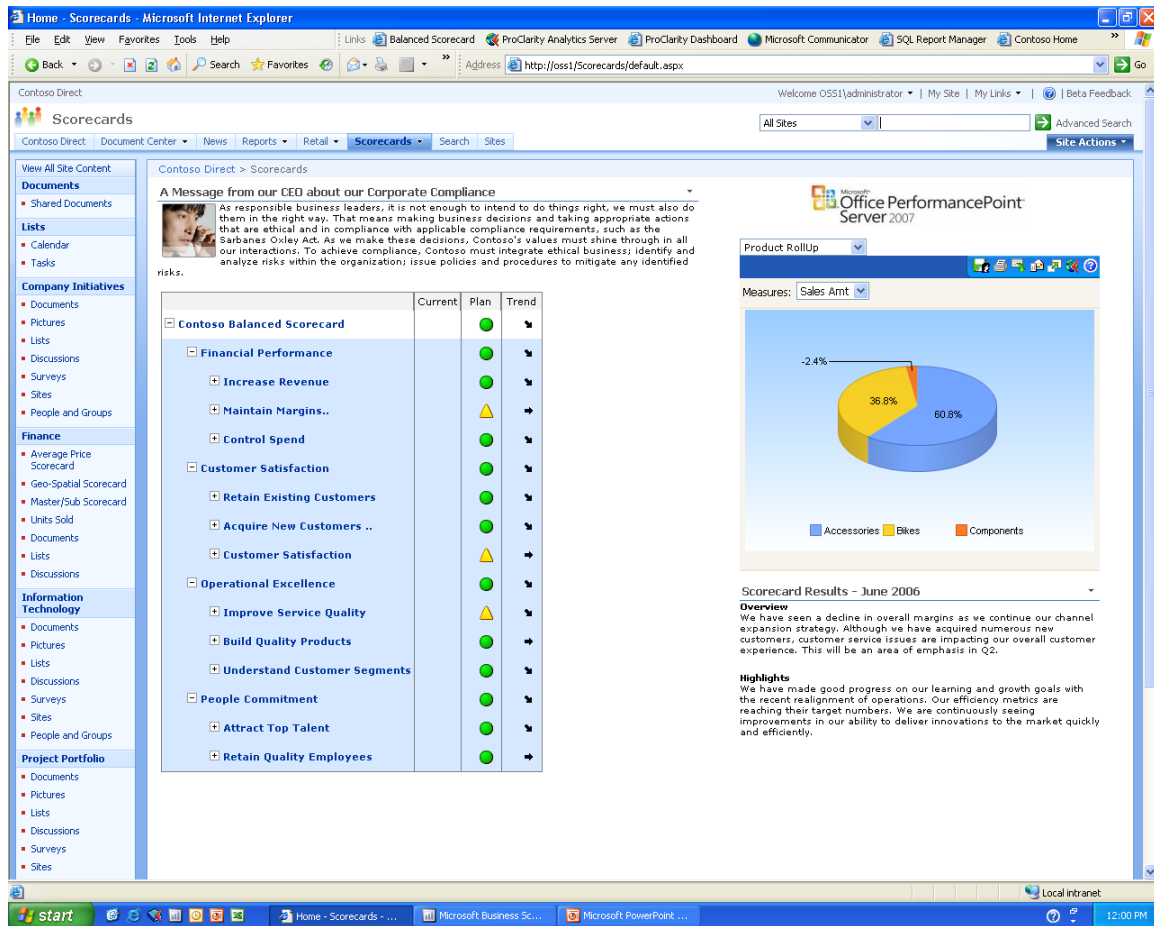 Home - Scorecards - Microsoft Internet Explorer
File Edit View Favorites Tools Help
Links Balanced Scorecard ProClarity Analytics Server ProClarity Dashboard Microsoft Communicator SQL Report Manager Contoso Home »
Back Search Favorites »
Address http://oss1/Scorecards/default.aspx Go
Contoso Direct
Welcome OSS1\administrator | My Site | My Links | Beta Feedback
Scorecards
All Sites
Advanced Search
Contoso Direct Document Center News Reports Retail Scorecards Search Sites
Site Actions
View All Site Content
Documents
Shared Documents
Lists
Calendar
Tasks
Company Initiatives
Documents
Pictures
Lists
Discussions
Surveys
Sites
People and Groups
Finance
Average Price
Scorecard
Geo-Spatial Scorecard
Master/Sub Scorecard
Units Sold
Documents
Lists
Discussions
Information
Technology
Documents
Pictures
Lists
Discussions
Surveys
Sites
People and Groups
Project Portfolio
Documents
Pictures
Lists
Discussions
Surveys
Sites
Contoso Direct > Scorecards
A Message from our CEO about our Corporate Compliance
As responsible business leaders, it is not enough to intend to do things right, we must also do
them in the right way. That means making business decisions and taking appropriate actions
that are ethical and in compliance with applicable compliance requirements, such as the
Sarbanes Oxley Act. As we make these decisions, Contoso's values must shine through in all
our interactions. To achieve compliance, Contoso must integrate ethical business; identify and
analyze risks within the organization; issue policies and procedures to mitigate any identified
risks.
Current Plan Trend
Contoso Balanced Scorecard
Financial Performance
Increase Revenue
Maintain Margins..
Control Spend
Customer Satisfaction
Retain Existing Customers
Acquire New Customers ..
Customer Satisfaction
Operational Excellence
Improve Service Quality
Build Quality Products
Understand Customer Segments
People Commitment
Attract Top Talent
Retain Quality Employees
Microsoft
Office PerformancePoint
Server 2007
Product RollUp
Measures: Sales Amt
-2.4%
36.8%
60.8%
Accessories Bikes Components
Scorecard Results - June 2006
Overview
We have seen a decline in overall margins as we continue our channel
expansion strategy. Although we have acquired numerous new
customers, customer service issues are impacting our overall customer
experience. This will be an area of emphasis in Q2.
Highlights
We have made good progress on our learning and growth goals with
the recent realignment of operations. Our efficiency metrics are
reaching their target numbers. We are continuously seeing
improvements in our ability to deliver innovations to the market quickly
and efficiently.
Local intranet
start
Home - Scorecards - ...
Microsoft Business Sc...
Microsoft PowerPoint ...
12:00 PM